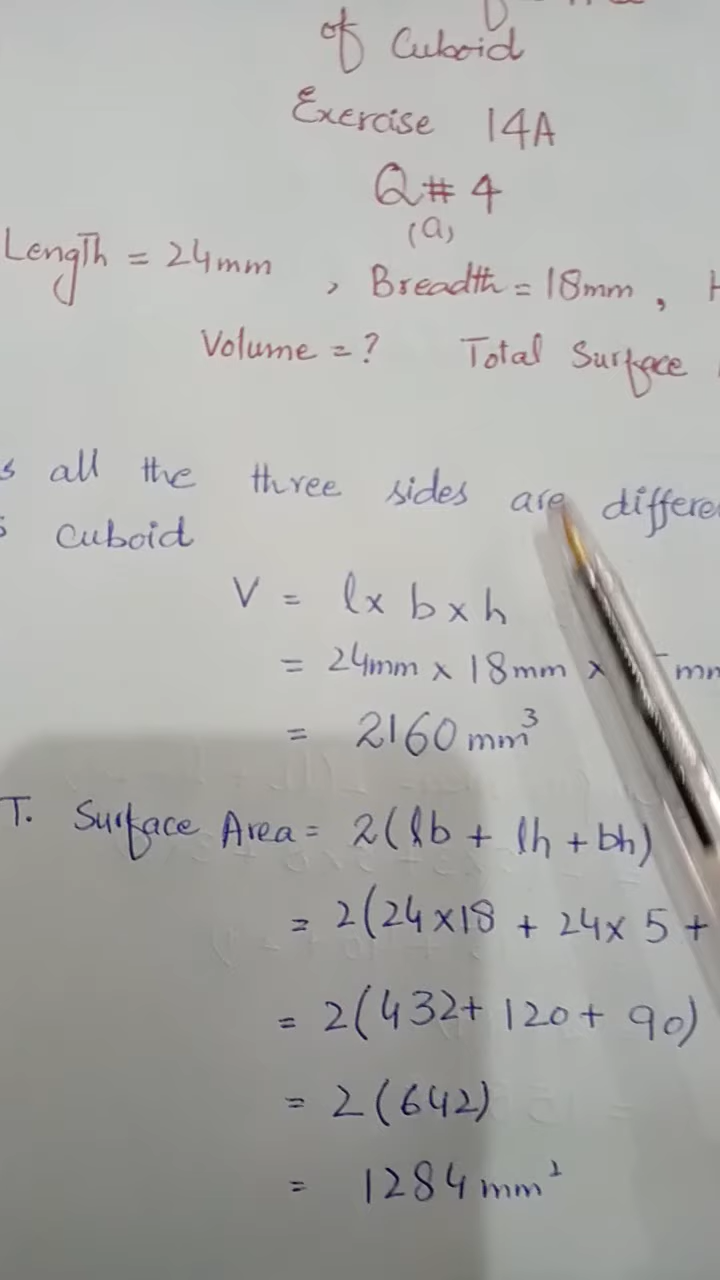 of Cuboid
Exercise 14A
Q # 4
(a)
Length = 24mm , Breadth = 18mm ,
Volume = ? Total Surface
all the three sides are
cuboid
V = l x b x h
= 24mm x 18mm x mm
= 2160 mm³
T. Surface Area = 2(lb + lh + bh)
= 2(24x18 + 24x 5 +
= 2(432+ 120+ 90)
= 2(642)
= 1284 mm²